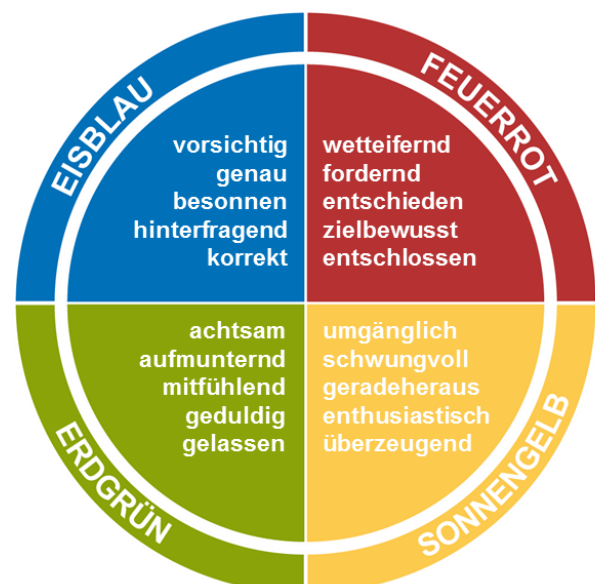 EISBLAU
vorsichtig
genau
besonnen
hinterfragend
korrekt
FEUERROT
wetteifernd
fordernd
entschieden
zielbewusst
entschlossen
ERDGRÜN
achtsam
aufmunternd
mitfühlend
geduldig
gelassen
SONNENGELB
umgänglich
schwungvoll
geradeheraus
enthusiastisch
überzeugend